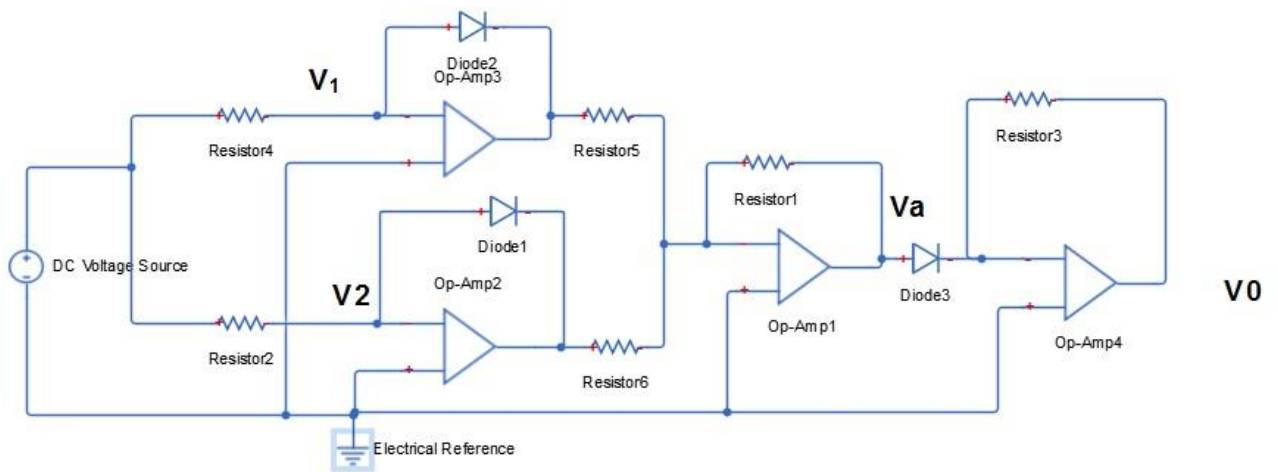 Diode2
V₁
Op-Amp3
Resistor4
Resistor5
Resistor3
Resistor1
Va
DC Voltage Source
Diode1
V2
Op-Amp2
Diode3
V0
Op-Amp1
Op-Amp4
Resistor2
Resistor6
Electrical Reference